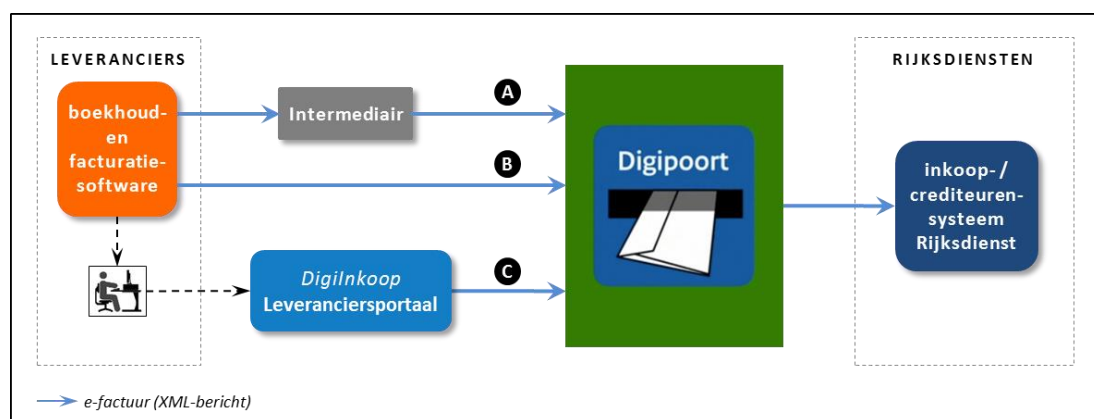 LEVERANCIERS
boekhoud-
en
facturatie-
software
Intermediair
A
B
DigiInkoop
Leveranciersportaal
C
Digipoort
RIJKSDIENSTEN
inkoop- /
crediteuren-
systeem
Rijksdienst
e-factuur (XML-bericht)